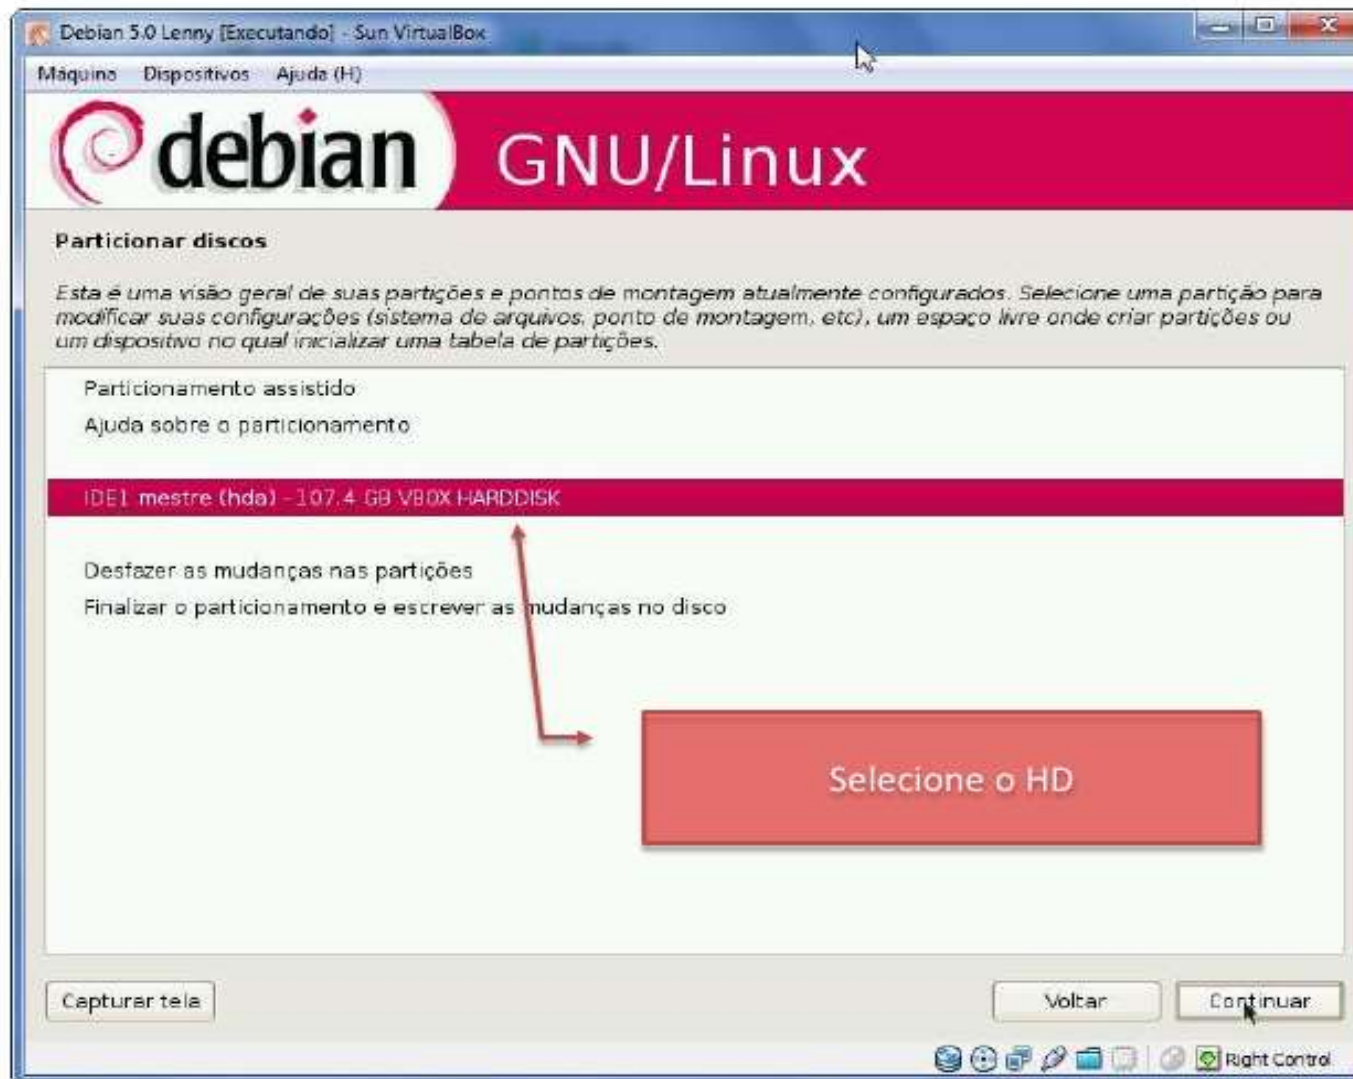 Debian 5.0 Lenny [Executando] - Sun VirtualBox
Máquina Dispositivos Ajuda (H)
debian GNU/Linux
Particionar discos
Esta é uma visão geral de suas partições e pontos de montagem atualmente configurados. Selecione uma partição para
modificar suas configurações (sistema de arquivos, ponto de montagem, etc), um espaço livre onde criar partições ou
um dispositivo no qual inicializar uma tabela de partições.
Particionamento assistido
Ajuda sobre o particionamento
IDE1 mestre (hda) - 107.4 GB VBOX HARDDISK
Desfazer as mudanças nas partições
Finalizar o particionamento e escrever as mudanças no disco
Selecione o HD
Capturar tela
Voltar
Continuar
Right Control